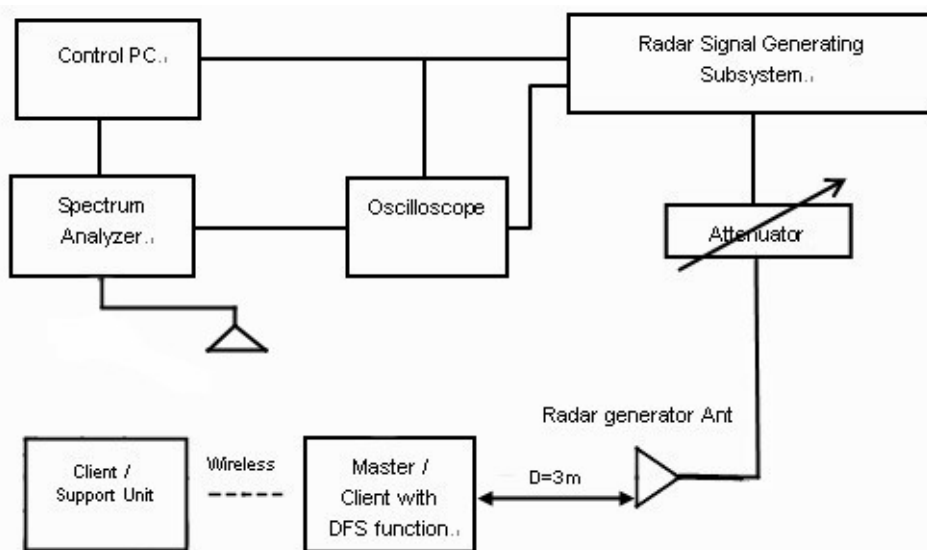 Control PC.
Radar Signal Generating
Subsystem.
Spectrum
Analyzer.
Oscilloscope
Attenuator
Radar generator Ant
Client /
Support Unit
Wireless
Master /
Client with
DFS function.
D=3m